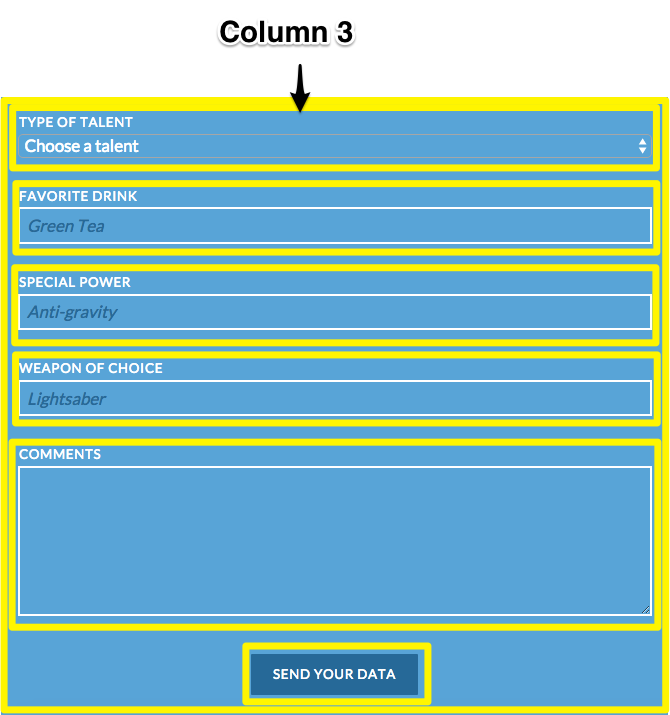 Column 3
TYPE OF TALENT
Choose a talent
FAVORITE DRINK
Green Tea
SPECIAL POWER
Anti-gravity
WEAPON OF CHOICE
Lightsaber
COMMENTS
SEND YOUR DATA